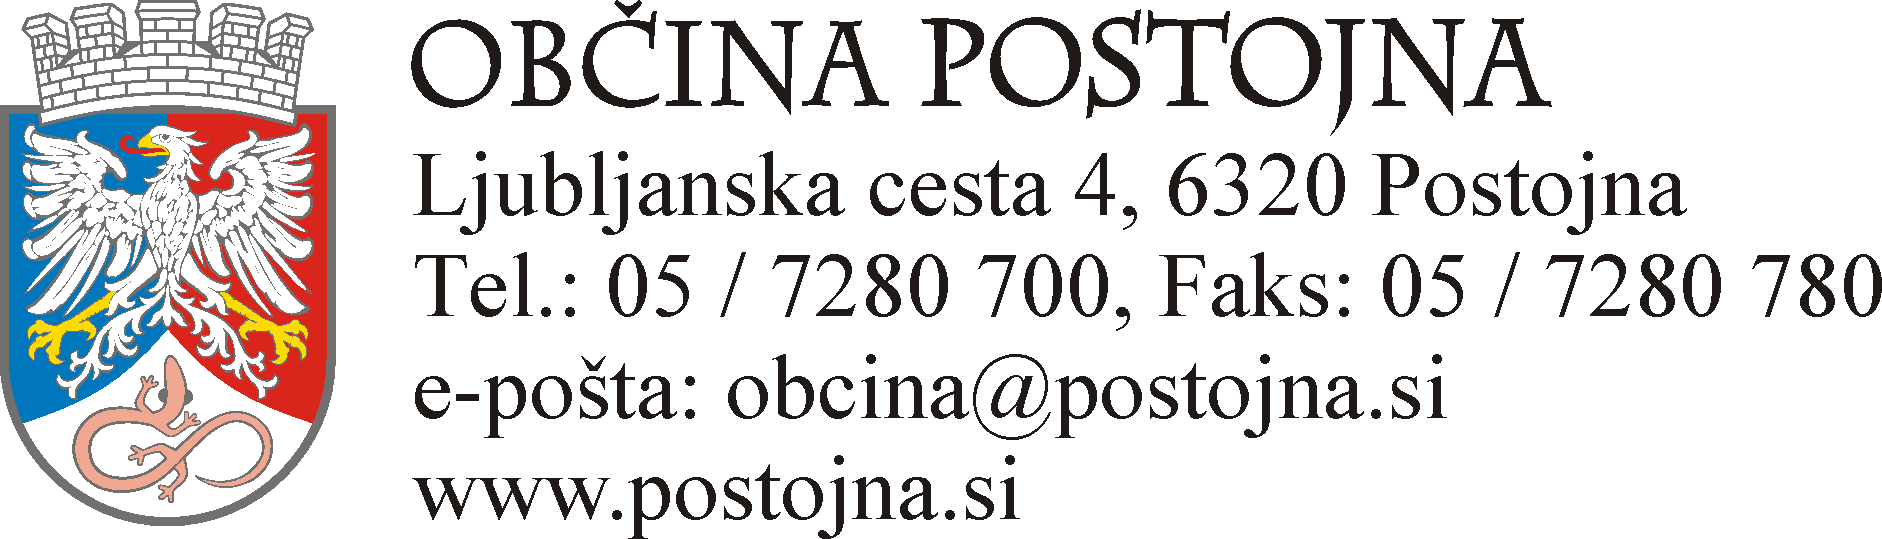 OBČINA POSTOJNA
Ljubljanska cesta 4, 6320 Postojna
Tel.: 05 / 7280 700, Faks: 05 / 7280 780
e-pošta: obcina@postojna.si
www.postojna.si